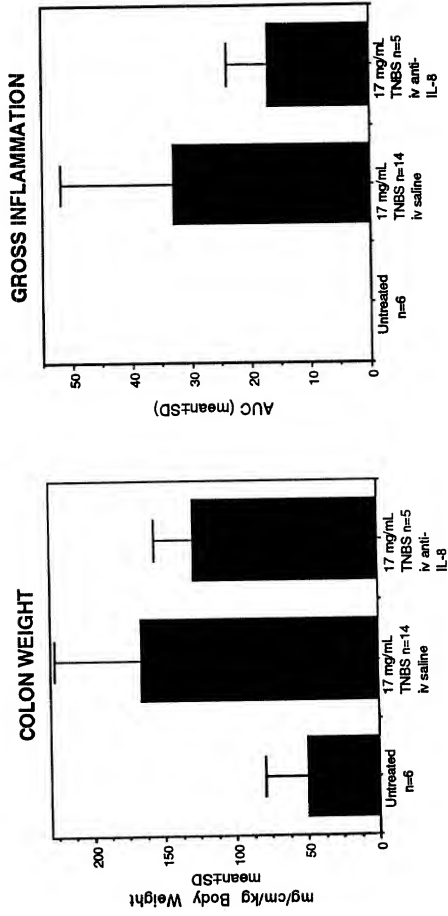 COLON WEIGHT
mg/cm/kg Body Weight
mean±SD
200
150
100
50
0
Untreated
n=6
17 mg/mL
TNBS n=14
iv saline
17 mg/mL
TNBS n=5
iv anti-
IL-8
GROSS INFLAMMATION
AUC (mean±SD)
50
40
30
20
10
0
Untreated
n=6
17 mg/mL
TNBS n=14
iv saline
17 mg/mL
TNBS n=5
iv anti-
IL-8